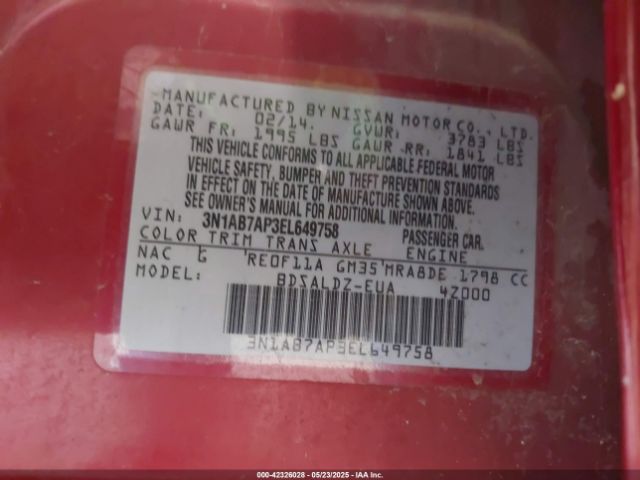 MANUFACTURED BY NISSAN MOTOR CO., LTD.
DATE: 02/14. GVWR: 3783 LBS
GAWR FR: 1995 LBS GAWR RR: 1841 LBS
THIS VEHICLE CONFORMS TO ALL APPLICABLE FEDERAL MOTOR
VEHICLE SAFETY, BUMPER AND THEFT PREVENTION STANDARDS
IN EFFECT ON THE DATE OF MANUFACTURE SHOWN ABOVE.
SEE OWNER'S MANUAL FOR ADDITIONAL INFORMATION.
VIN: 3N1AB7AP3EL649758 PASSENGER CAR.
COLOR TRIM TRANS AXLE ENGINE
NAC G RE0F11A GM35 MRA8DE 1798 CC
MODEL: BDSALDZ-EUA 42000
3N1AB7AP3EL649758
000-42326028 - 05/23/2025 - IAA Inc.